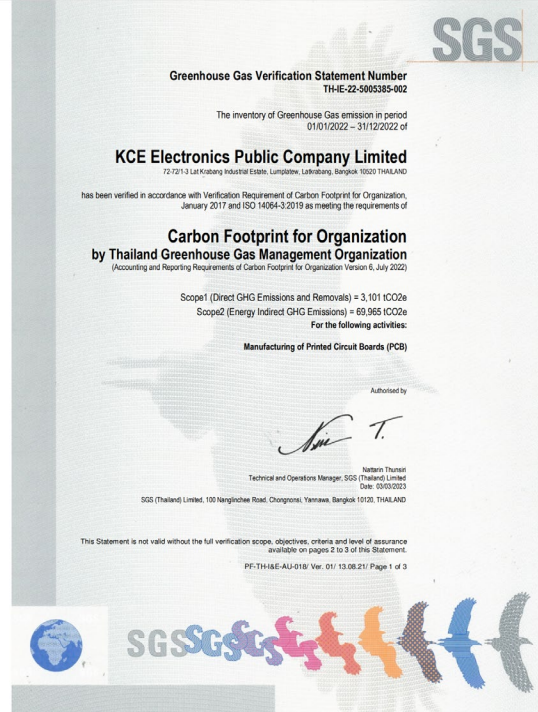 SGS
Greenhouse Gas Verification Statement Number
TH-IE-22-5005385-002
The inventory of Greenhouse Gas emission in period
01/01/2022 – 31/12/2022 of
KCE Electronics Public Company Limited
72-72/1-3 Lat Krabang Industrial Estate, Lumplatew, Latkrabang, Bangkok 10520 THAILAND
has been verified in accordance with Verification Requirement of Carbon Footprint for Organization,
January 2017 and ISO 14064-3:2019 as meeting the requirements of
Carbon Footprint for Organization
by Thailand Greenhouse Gas Management Organization
(Accounting and Reporting Requirements of Carbon Footprint for Organization Version 6, July 2022)
Scope1 (Direct GHG Emissions and Removals) = 3,101 tCO2e
Scope2 (Energy Indirect GHG Emissions) = 69,965 tCO2e
For the following activities:
Manufacturing of Printed Circuit Boards (PCB)
Authorised by
Nattarin Thunsiri
Technical and Operations Manager, SGS (Thailand) Limited
Date: 03/03/2023
SGS (Thailand) Limited, 100 Nanglinchee Road, Chongnonsi, Yannawa, Bangkok 10120, THAILAND
This Statement is not valid without the full verification scope, objectives, criteria and level of assurance
available on pages 2 to 3 of this Statement.
PF-TH-I&E-AU-018/ Ver. 01/ 13.08.21/ Page 1 of 3
SGSSGSSGS